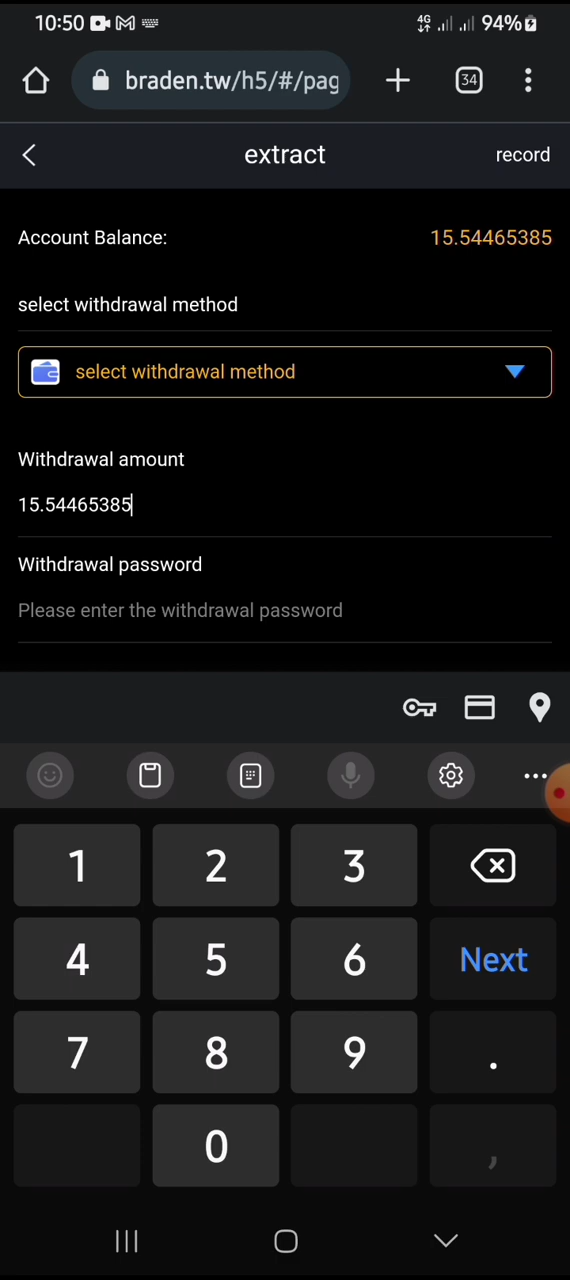 10:50
4G
94%
braden.tw/h5/#/pag
34
extract
record
Account Balance:
15.54465385
select withdrawal method
select withdrawal method
Withdrawal amount
15.54465385
Withdrawal password
Please enter the withdrawal password
1 2 3
4 5 6 Next
7 8 9 .
0 ,